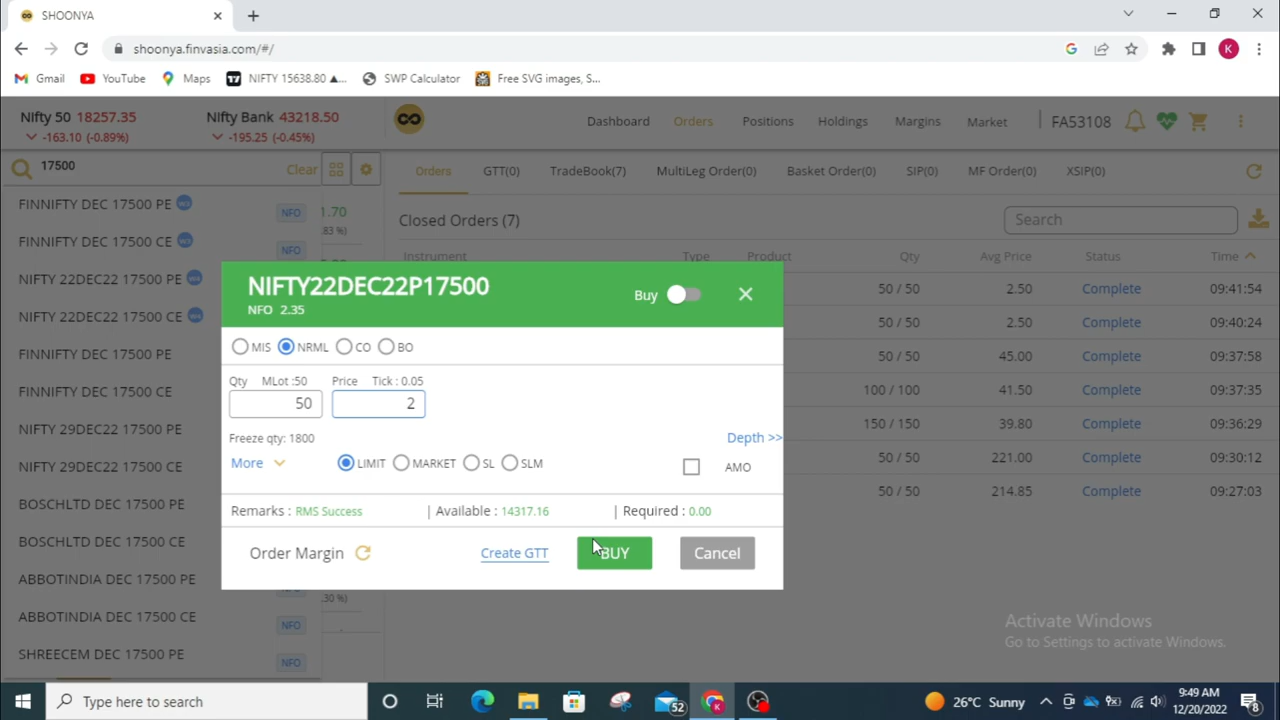 SHOONYA
shoonya.finvasia.com/#/
K
Gmail YouTube Maps NIFTY 15638.80 ▲... SWP Calculator Free SVG images, S...
Nifty 50 18257.35 Nifty Bank 43218.50
-163.10 (-0.89%) -195.25 (-0.45%)
Dashboard Orders Positions Holdings Margins Market FA53108
17500 Clear
Orders GTT(0) TradeBook(7) MultiLeg Order(0) Basket Order(0) SIP(0) MF Order(0) XSIP(0)
Closed Orders (7) Search
Instrument Type Product Qty Avg Price Status Time
FINNIFTY DEC 17500 PE NFO 1.70
FINNIFTY DEC 17500 CE NFO
NIFTY 22DEC22 17500 PE
NIFTY 22DEC22 17500 CE
FINNIFTY DEC 17500 PE
FINNIFTY DEC 17500 CE
NIFTY 29DEC22 17500 PE
NIFTY 29DEC22 17500 CE
BOSCHLTD DEC 17500 PE
BOSCHLTD DEC 17500 CE
ABBOTINDIA DEC 17500 PE
ABBOTINDIA DEC 17500 CE NFO
SHREECEM DEC 17500 PE NFO
50 / 50 2.50 Complete 09:41:54
50 / 50 2.50 Complete 09:40:24
50 / 50 45.00 Complete 09:37:58
100 / 100 41.50 Complete 09:37:35
150 / 150 39.80 Complete 09:36:29
50 / 50 221.00 Complete 09:30:12
50 / 50 214.85 Complete 09:27:03
NIFTY22DEC22P17500
NFO 2.35
Buy
MIS NRML CO BO
Qty MLot :50 Price Tick : 0.05
50 2
Freeze qty: 1800
Depth >>
More LIMIT MARKET SL SLM AMO
Remarks : RMS Success | Available : 14317.16 | Required : 0.00
Order Margin Create GTT BUY Cancel
Activate Windows
Go to Settings to activate Windows.
Type here to search
52
26°C Sunny
9:49 AM
12/20/2022
8